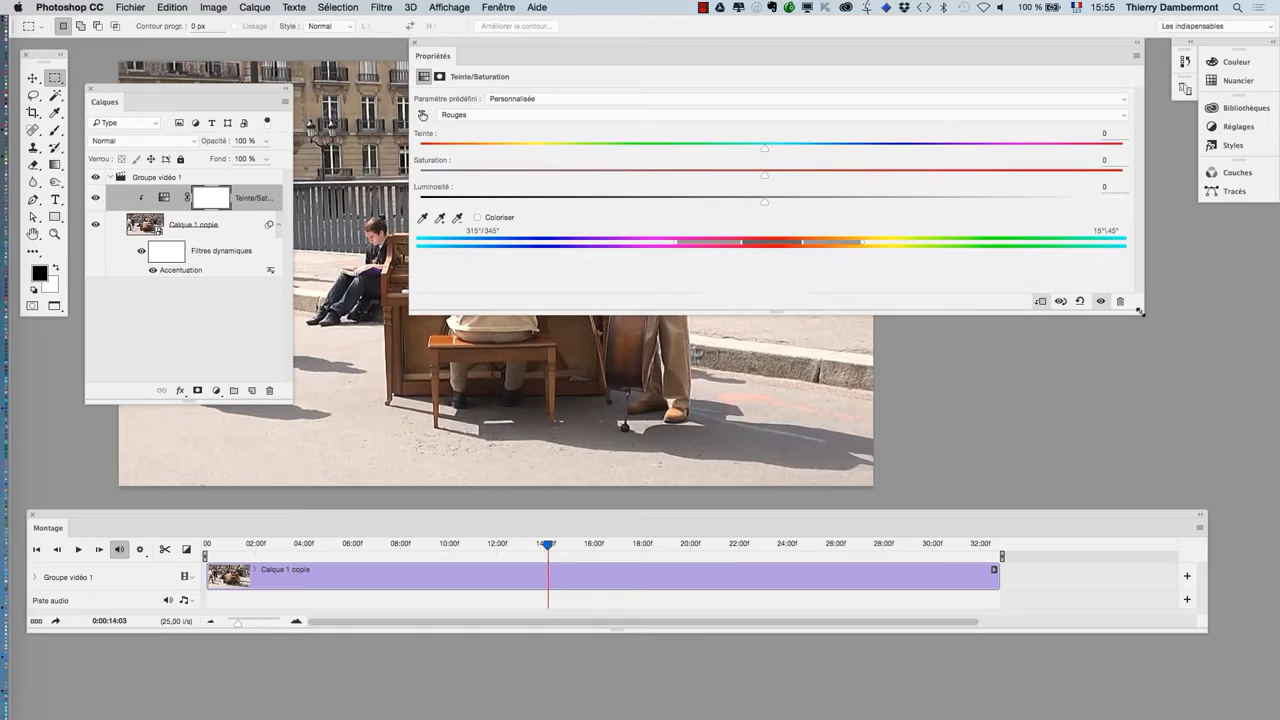 Photoshop CC Fichier Edition Image Calque Texte Sélection Filtre 3D Affichage Fenêtre Aide 100 % 15:55 Thierry Dambermont
Contour progr. : 0 px Lissage Style : Normal L : H : Améliorer le contour... Les indispensables
Propriétés
Teinte/Saturation
Paramètre prédéfini : Personnalisée
Rouges
Teinte : 0
Saturation : 0
Luminosité : 0
Coloriser
315°/345° 15°\45°
Calques
Type
Normal Opacité : 100 %
Verrou : Fond : 100 %
Groupe vidéo 1
Teinte/Sat...
Calque 1 copie
Filtres dynamiques
Accentuation
Couleur
Nuancier
Bibliothèques
Réglages
Styles
Couches
Tracés
Montage
00 02:00f 04:00f 06:00f 08:00f 10:00f 12:00f 14:00f 16:00f 18:00f 20:00f 22:00f 24:00f 26:00f 28:00f 30:00f 32:00f
Groupe vidéo 1 Calque 1 copie
Piste audio
0:00:14:03 (25,00 i/s)